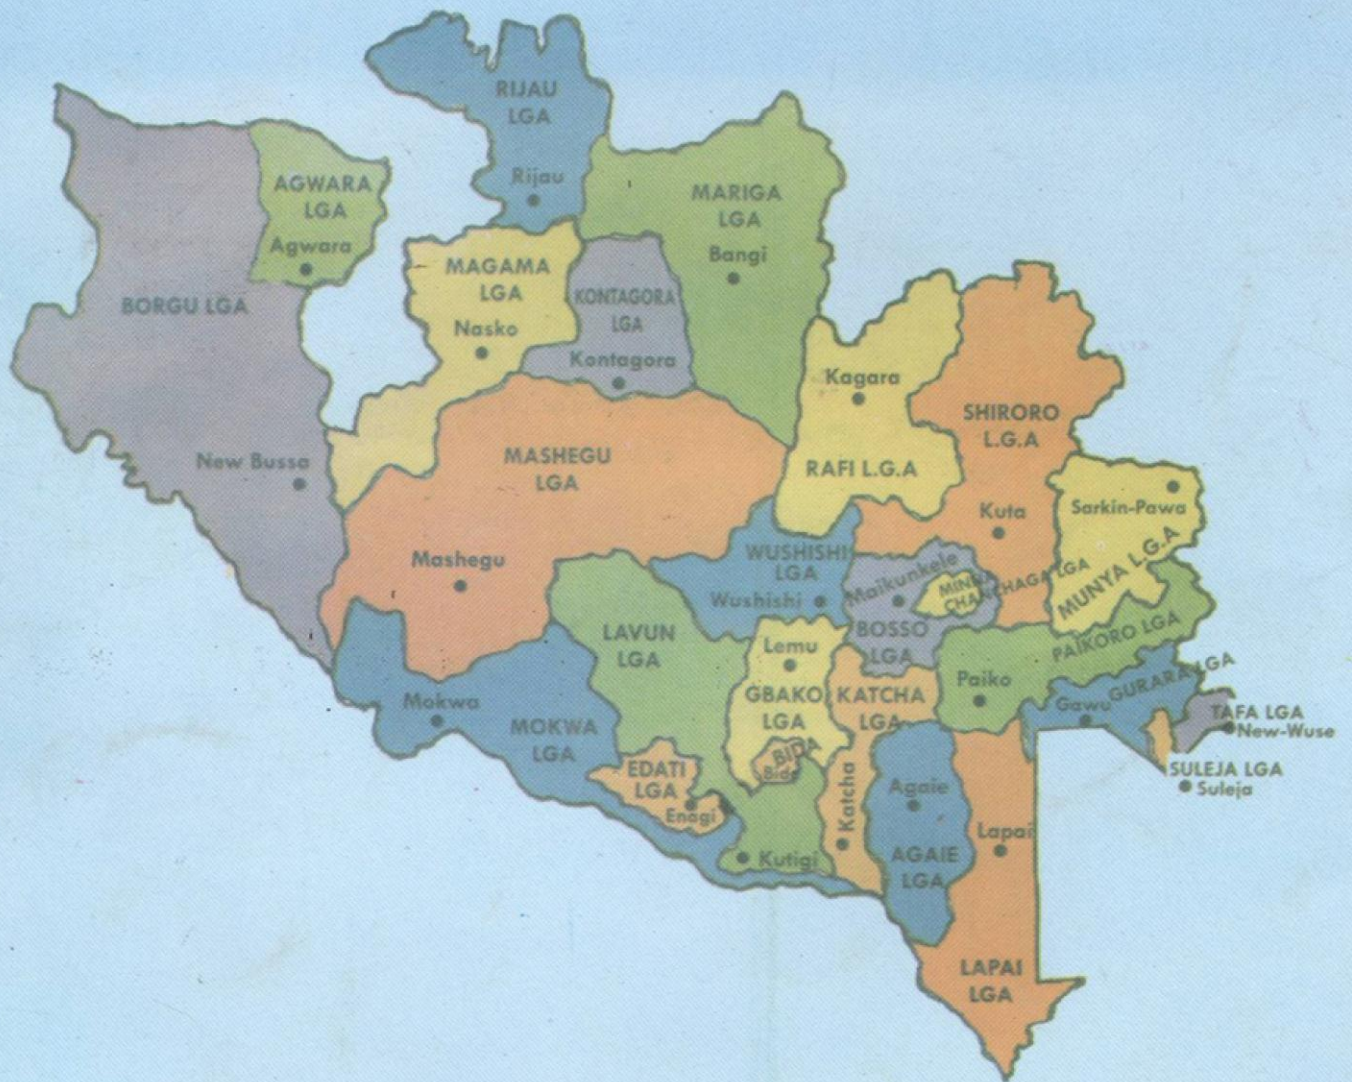 RIJAU
LGA
Rijau
AGWARA
LGA
Agwara
MARIGA
LGA
Bangi
BORGU LGA
New Bussa
MAGAMA
LGA
Nasko
KONTAGORA
LGA
Kontagora
Kagara
RAFI L.G.A
SHIRORO
L.G.A
Kuta
MASHEGU
LGA
Mashegu
Sarkin-Pawa
MUNYA L.G.A
WUSHISHI
LGA
Wushishi
Maikunkele
BOSSO
LGA
MINNA
CHANCHAGA LGA
LAVUN
LGA
Lemu
GBAKO
LGA
KATCHA
LGA
Katcha
PAIKORO LGA
Paiko
GURARA LGA
Gawu
TAFA LGA
New-Wuse
SULEJA LGA
Suleja
Mokwa
MOKWA
LGA
EDATI
LGA
Enagi
BIDA
Bida
Kutigi
Agaie
AGAIE
LGA
Lapai
LAPAI
LGA